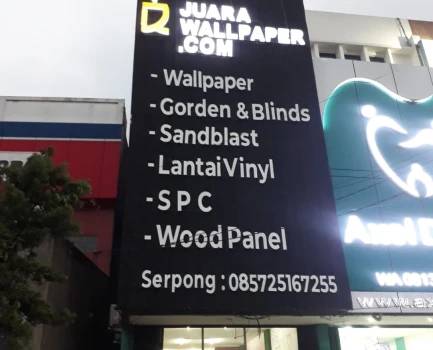 JUARA
WALLPAPER
.COM
- Wallpaper
- Gorden & Blinds
- Sandblast
- Lantai Vinyl
- S P C
- Wood Panel
Serpong : 085725167255